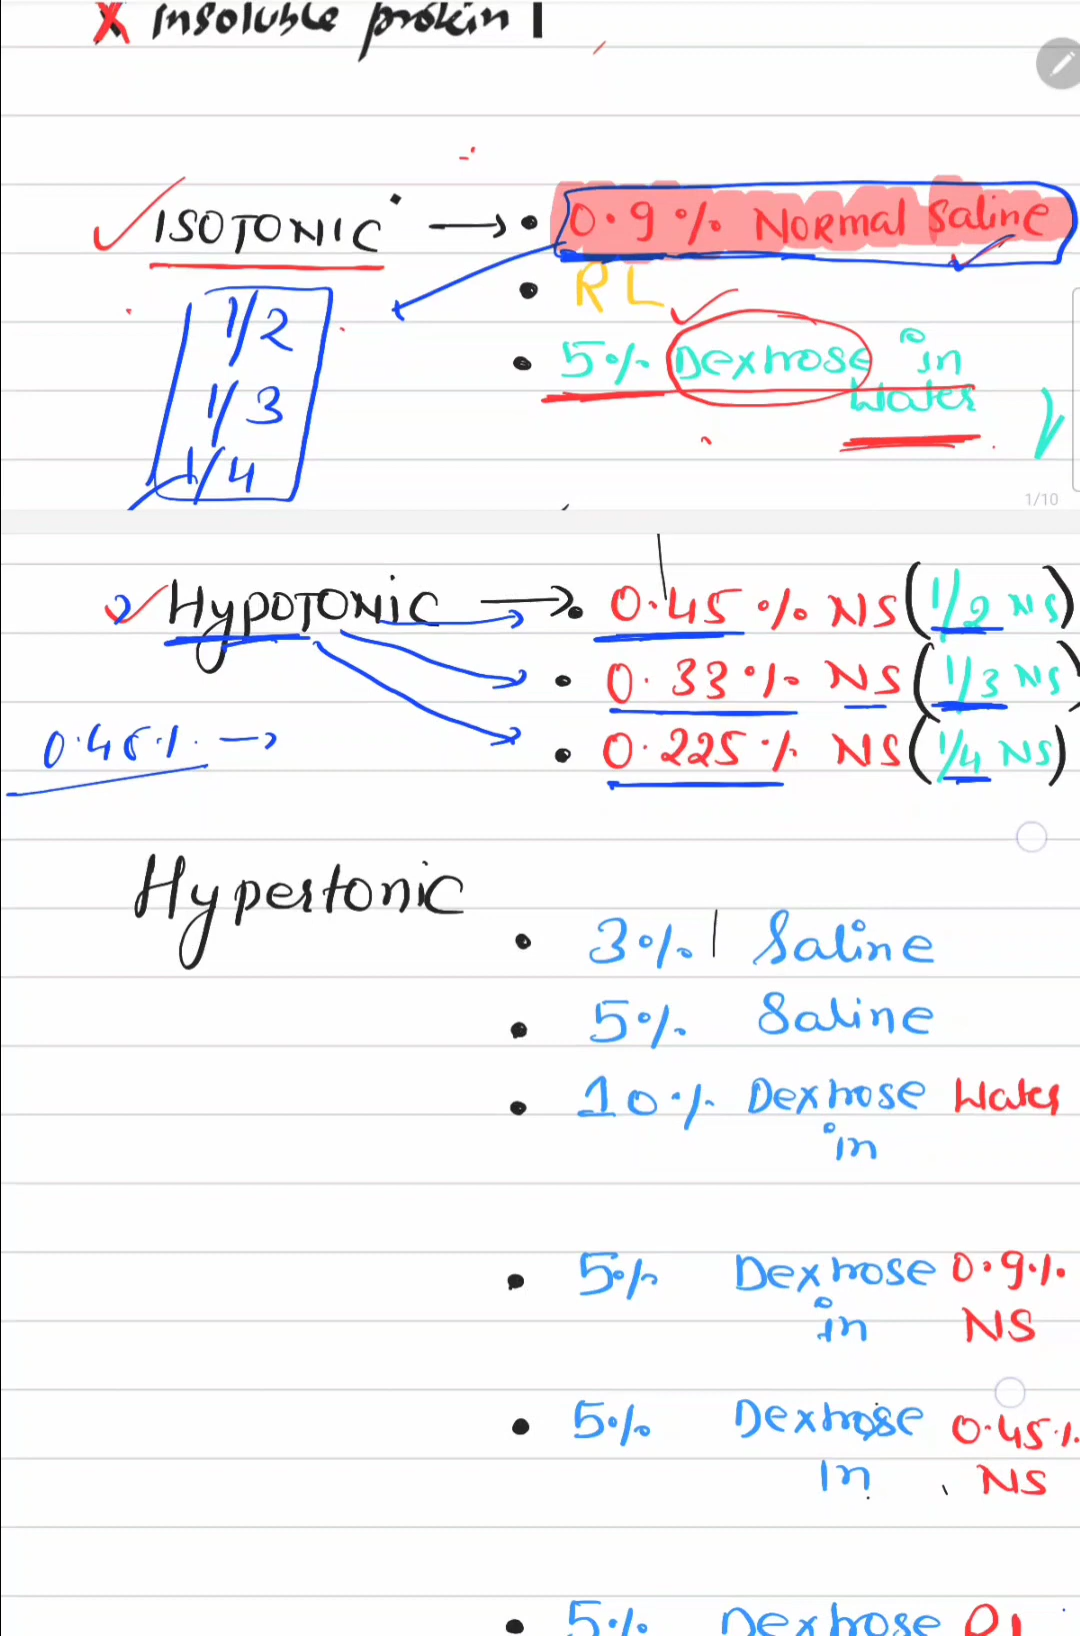 X Insoluble protein
ISOTONIC → • 0.9% Normal Saline
• RL
1/2
• 5% Dextrose in
Water
1/3
1/4
1/10
2 Hypotonic → • 0.45% NS (1/2 NS)
• 0.33% NS (1/3 NS)
0.45% →
• 0.225% NS (1/4 NS)
Hypertonic
• 3% Saline
• 5% Saline
• 10% Dextrose Water
in
• 5% Dextrose 0.9%
in NS
• 5% Dextrose 0.45%
in NS
• 5% Dextrose